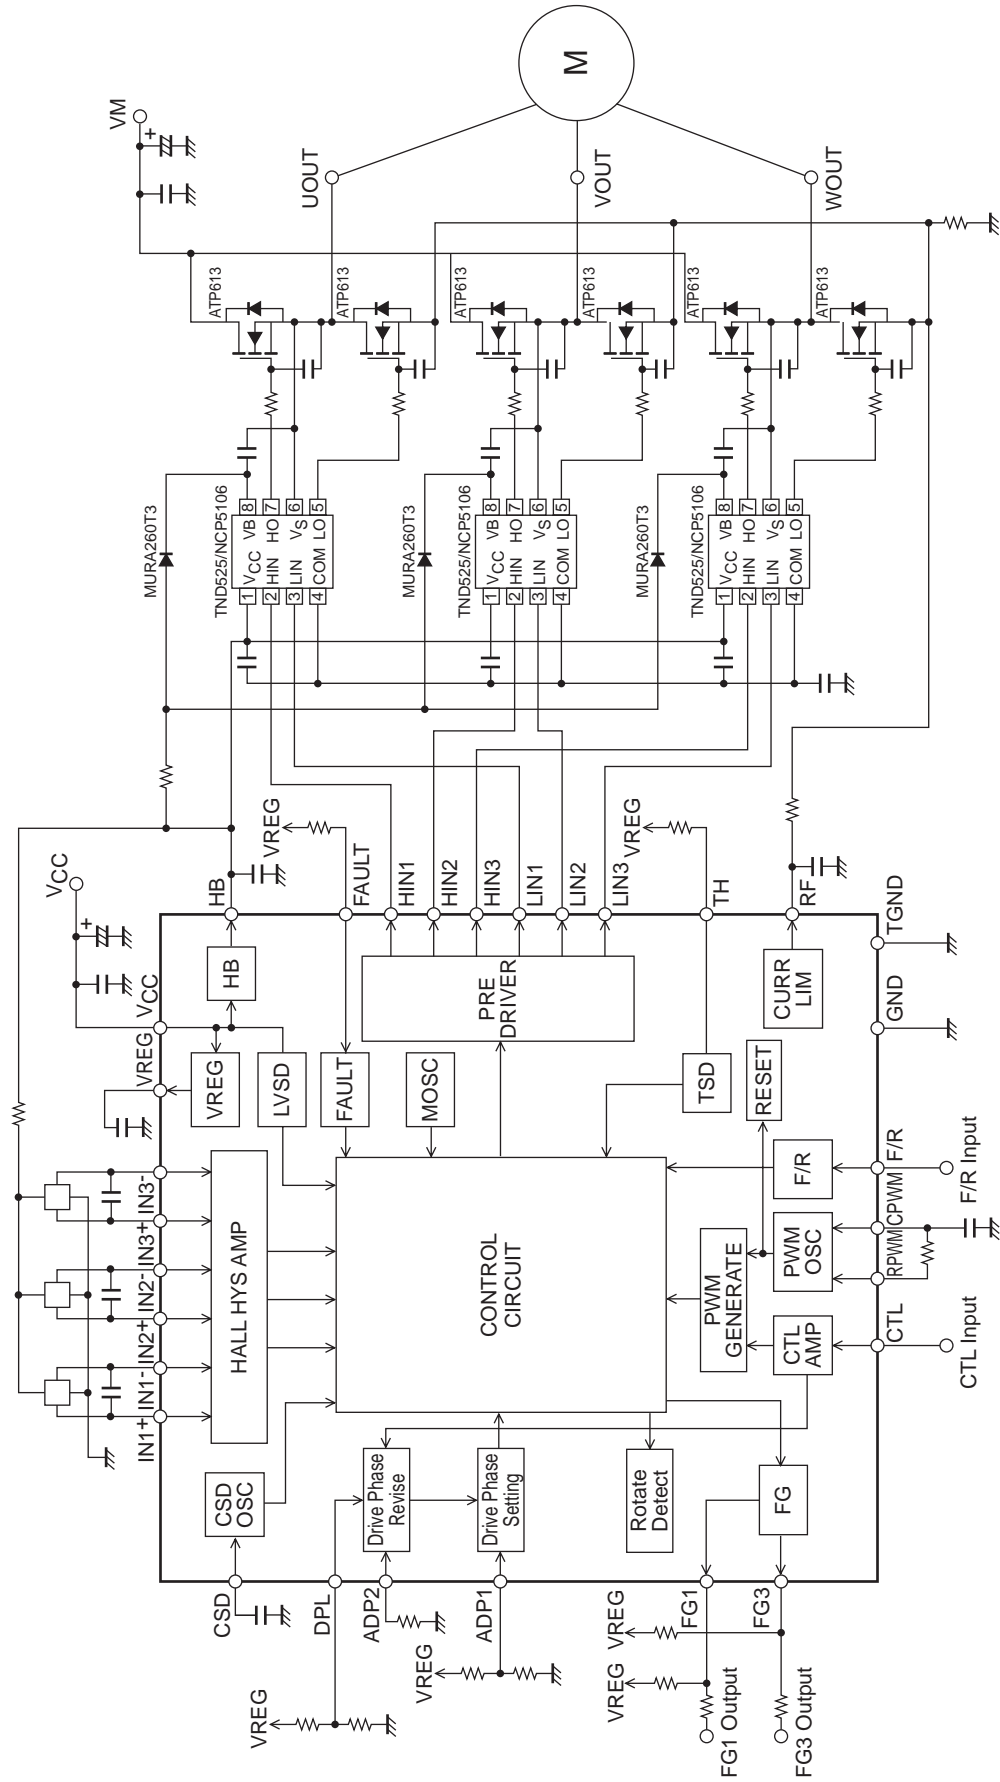 VM
M
UOUT
VOUT
WOUT
ATP613
ATP613
ATP613
ATP613
ATP613
ATP613
MURA260T3
MURA260T3
MURA260T3
TND525/NCP5106
1 VCC VB 8
2 HIN HO 7
3 LIN VS 6
4 COM LO 5
TND525/NCP5106
1 VCC VB 8
2 HIN HO 7
3 LIN VS 6
4 COM LO 5
TND525/NCP5106
1 VCC VB 8
2 HIN HO 7
3 LIN VS 6
4 COM LO 5
VCC
HB
VREG
FAULT
HIN1
HIN2
HIN3
LIN1
LIN2
LIN3
VREG
TH
RF
TGND
GND
VCC
VREG
HB
VREG
LVSD
FAULT
MOSC
PRE
DRIVER
TSD
RESET
CURR
LIM
IN1+
IN1-
IN2+
IN2-
IN3+
IN3-
HALL HYS AMP
CONTROL
CIRCUIT
PWM
GENERATE
F/R
PWM
OSC
CTL
AMP
F/R
CPWM
RPWM
CTL
F/R Input
CTL Input
CSD
OSC
Drive Phase
Revise
Drive Phase
Setting
Rotate
Detect
FG
CSD
DPL
ADP2
ADP1
FG1
FG3
VREG
VREG
VREG
VREG
FG1 Output
FG3 Output